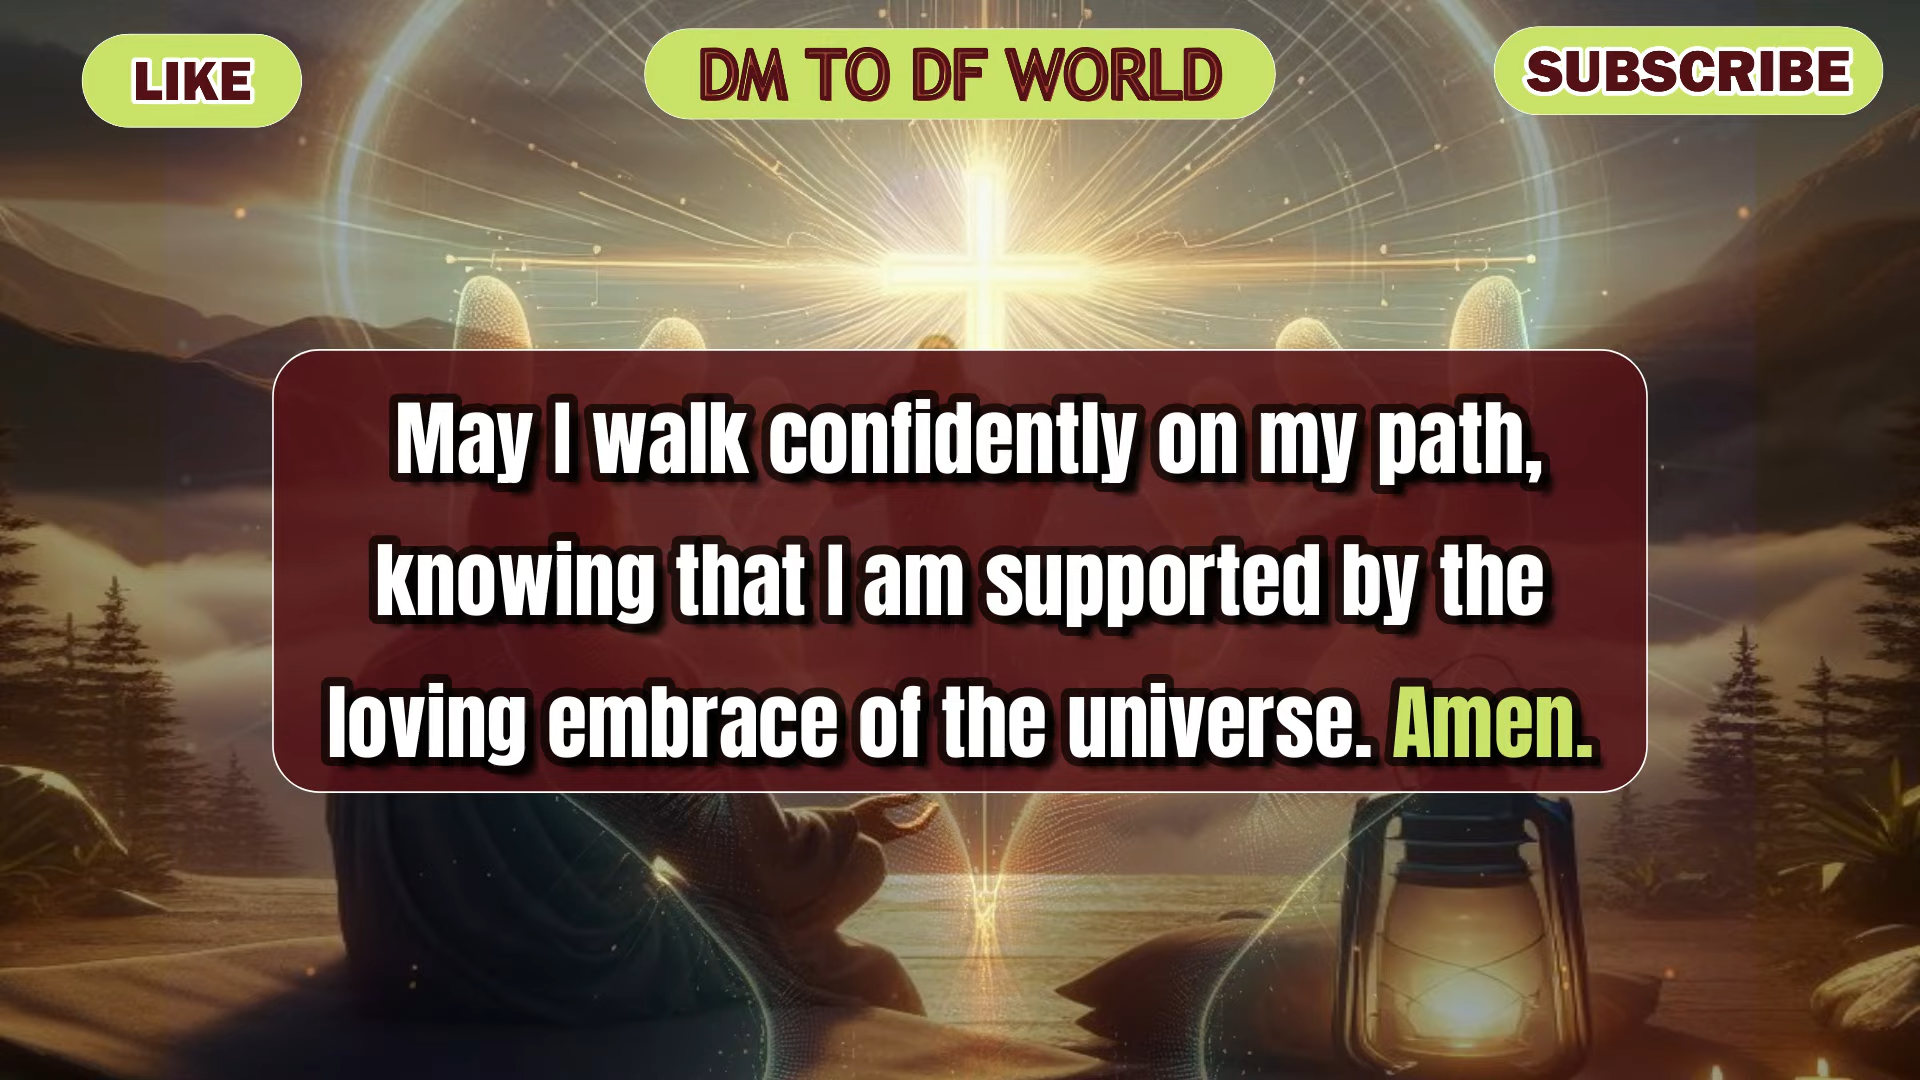 LIKE
DM TO DF WORLD
SUBSCRIBE
May I walk confidently on my path,
knowing that I am supported by the
loving embrace of the universe. Amen.